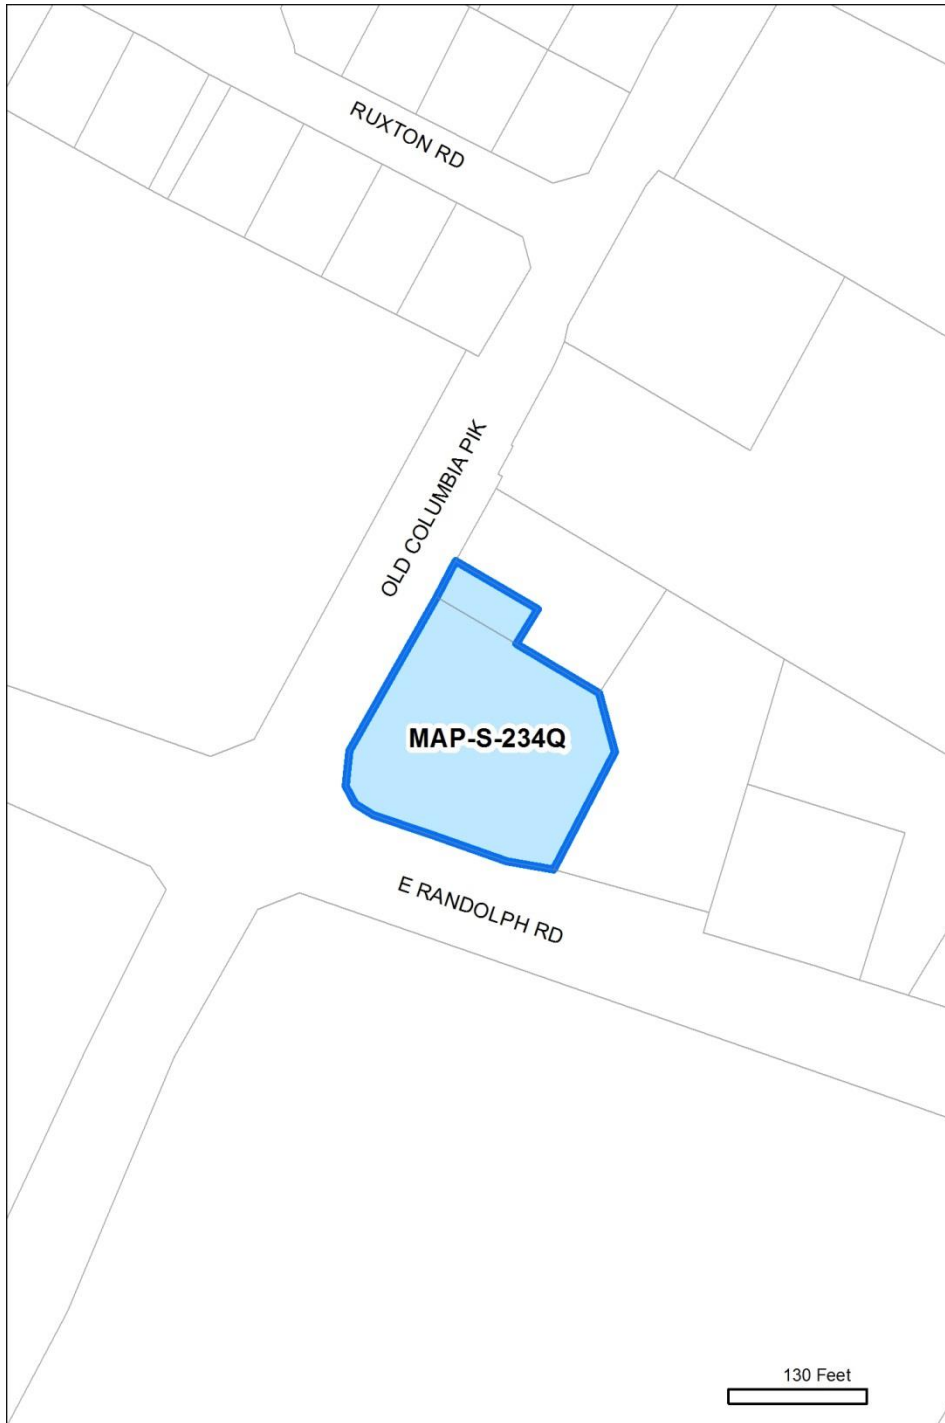 RUXTON RD
OLD COLUMBIA PIK
MAP-S-234Q
E RANDOLPH RD
130 Feet